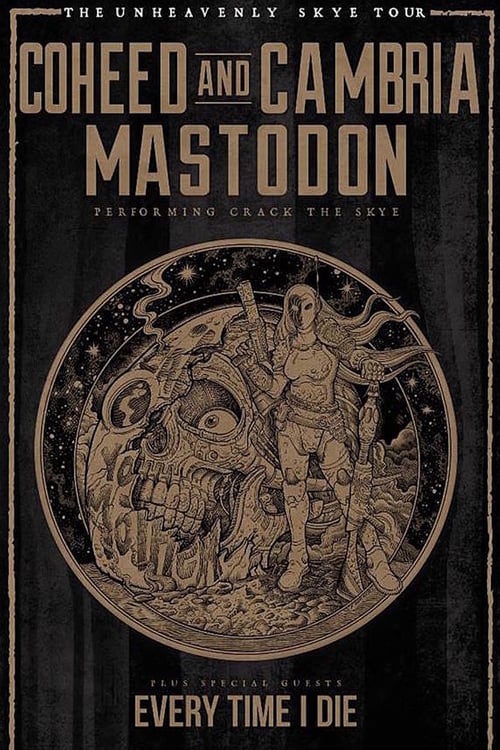 THE UNHEAVENLY SKYE TOUR
COHEED AND CAMBRIA
MASTODON
PERFORMING CRACK THE SKYE
PLUS SPECIAL GUESTS
EVERY TIME I DIE